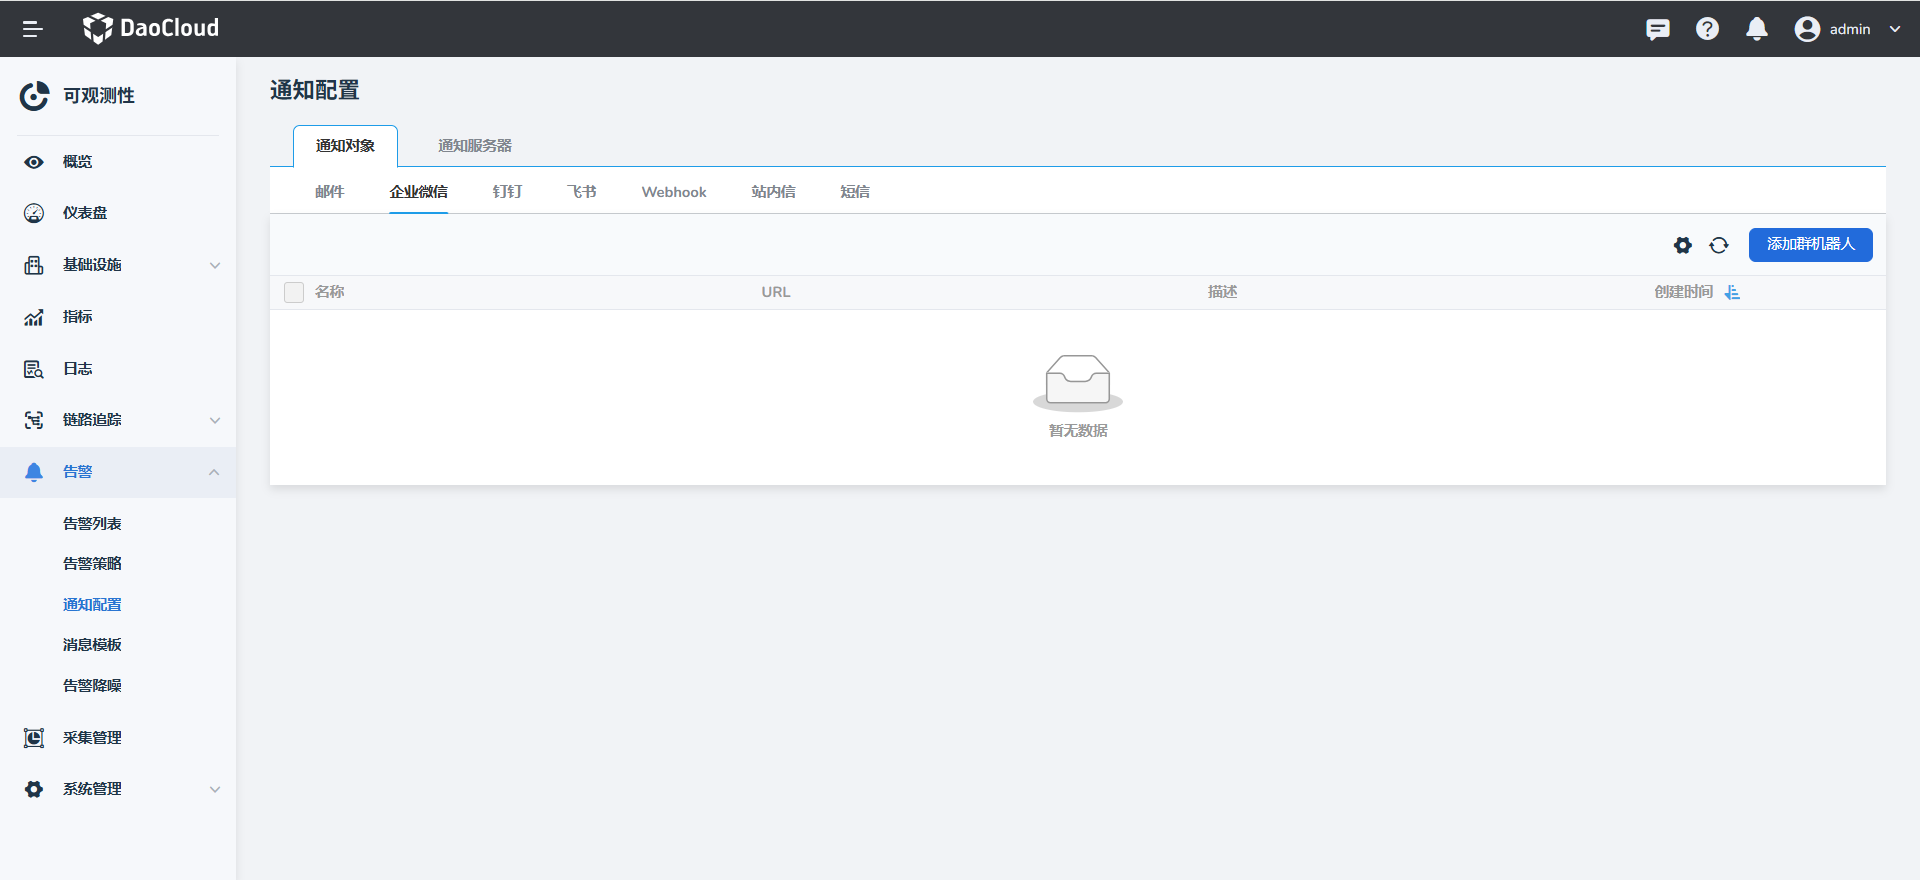 DaoCloud
admin
可观测性
概览
仪表盘
基础设施
指标
日志
链路追踪
告警
告警列表
告警策略
通知配置
消息模板
告警降噪
采集管理
系统管理
通知配置
通知对象 通知服务器
邮件 企业微信 钉钉 飞书 Webhook 站内信 短信
添加群机器人
名称 URL 描述 创建时间
暂无数据